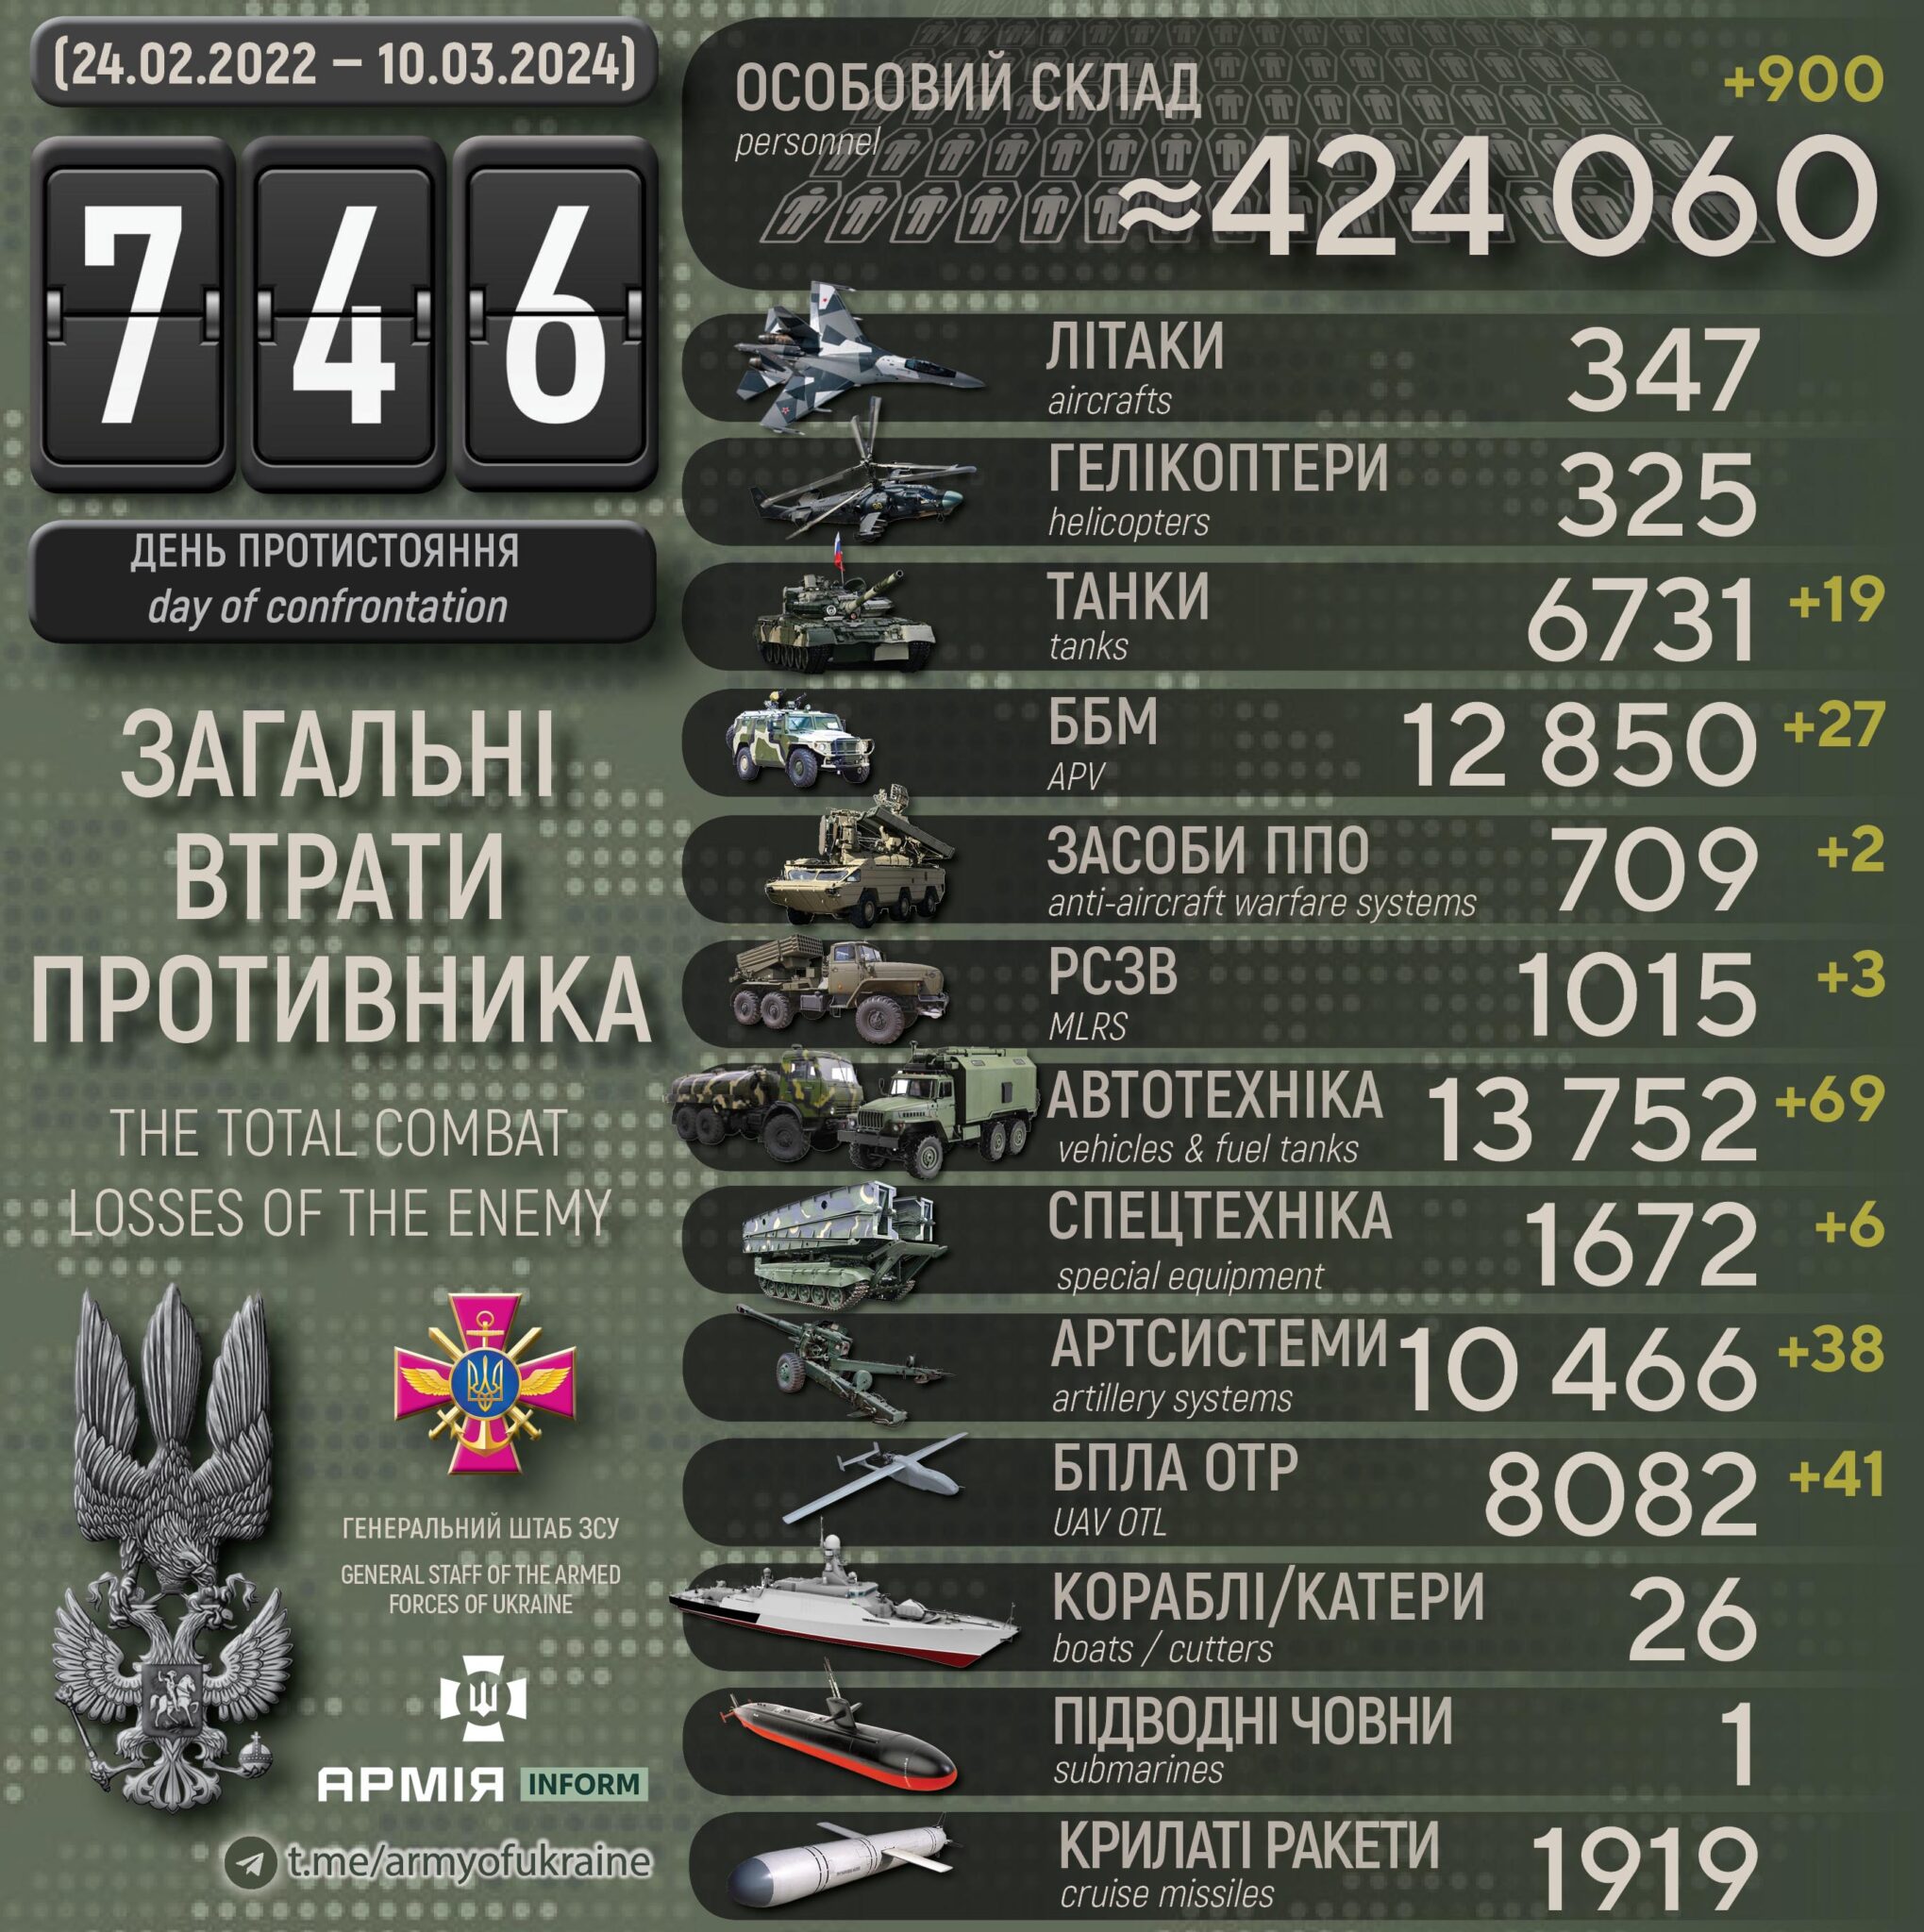 (24.02.2022 – 10.03.2024)
746
ДЕНЬ ПРОТИСТОЯННЯ
day of confrontation
ЗАГАЛЬНІ
ВТРАТИ
ПРОТИВНИКА
THE TOTAL COMBAT
LOSSES OF THE ENEMY
ГЕНЕРАЛЬНИЙ ШТАБ ЗСУ
GENERAL STAFF OF THE ARMED
FORCES OF UKRAINE
АРМІЯ INFORM
t.me/armyofukraine
ОСОБОВИЙ СКЛАД +900
personnel
≈424 060
ЛІТАКИ 347
aircrafts
ГЕЛІКОПТЕРИ 325
helicopters
ТАНКИ 6731 +19
tanks
ББМ 12 850 +27
APV
ЗАСОБИ ППО 709 +2
anti-aircraft warfare systems
РСЗВ 1015 +3
MLRS
АВТОТЕХНІКА 13 752 +69
vehicles & fuel tanks
СПЕЦТЕХНІКА 1672 +6
special equipment
АРТСИСТЕМИ 10 466 +38
artillery systems
БПЛА ОТР 8082 +41
UAV OTL
КОРАБЛІ/КАТЕРИ 26
boats / cutters
ПІДВОДНІ ЧОВНИ 1
submarines
КРИЛАТІ РАКЕТИ 1919
cruise missiles